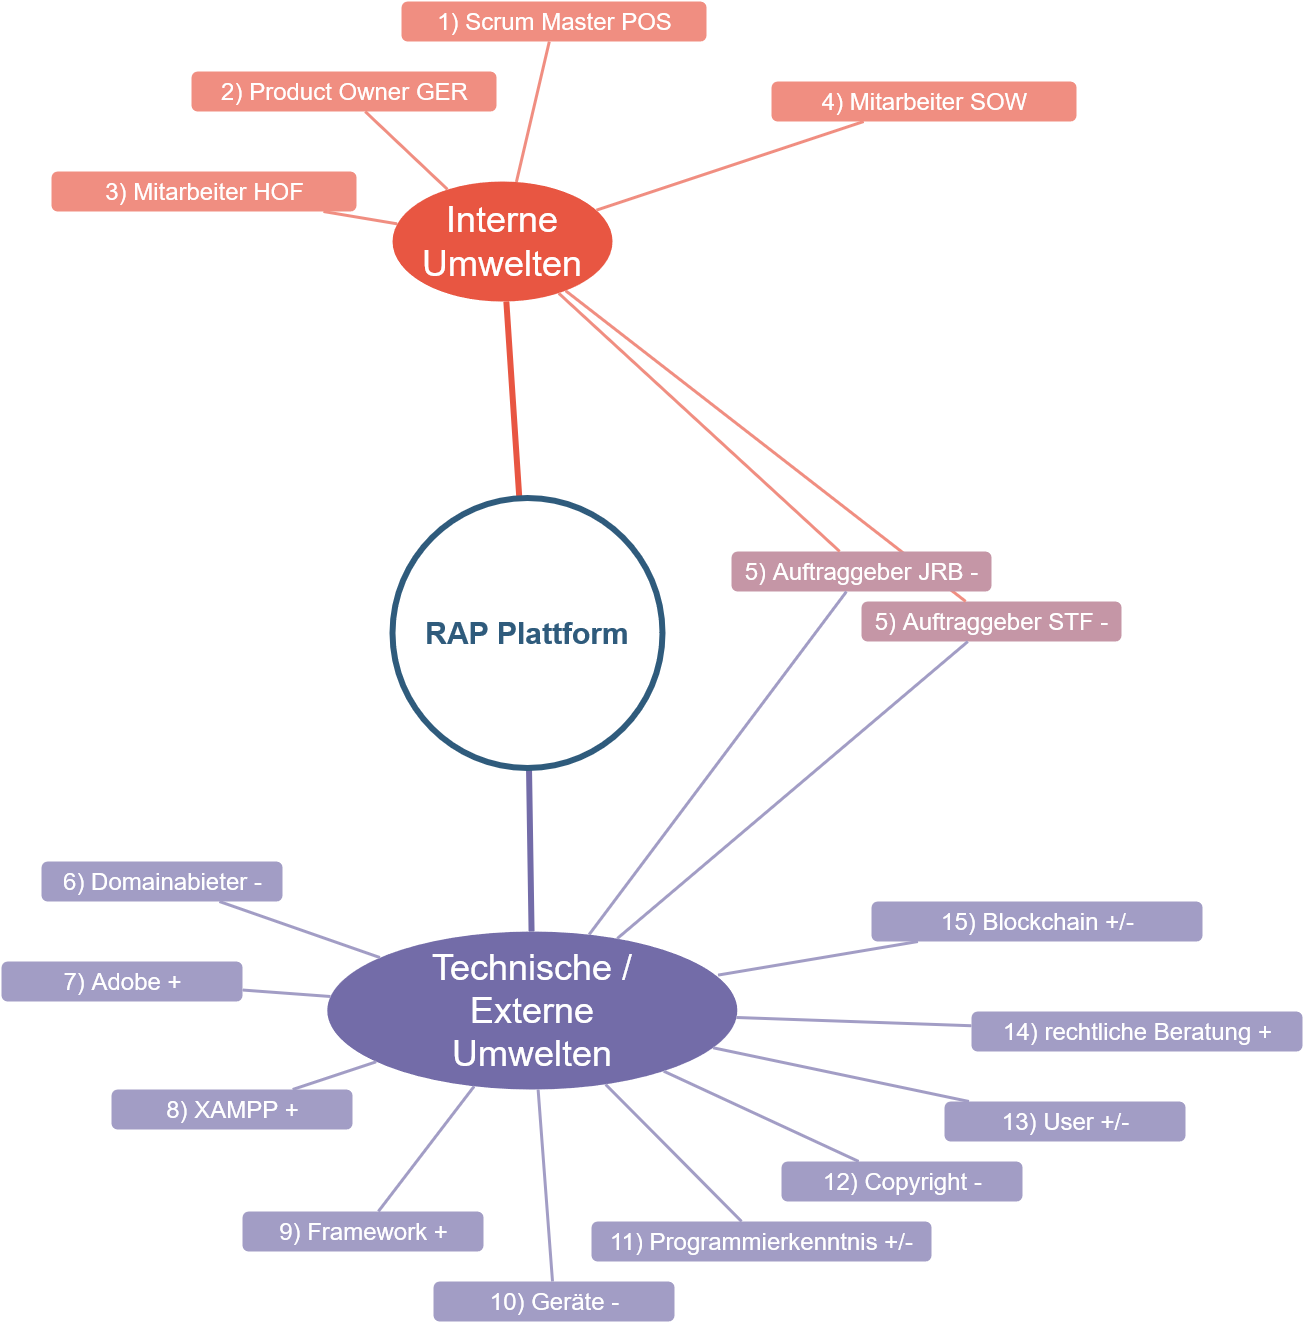 1) Scrum Master POS
2) Product Owner GER
4) Mitarbeiter SOW
3) Mitarbeiter HOF
Interne
Umwelten
5) Auftraggeber JRB -
5) Auftraggeber STF -
RAP Plattform
6) Domainabieter -
15) Blockchain +/-
7) Adobe +
Technische /
Externe
Umwelten
14) rechtliche Beratung +
8) XAMPP +
13) User +/-
12) Copyright -
9) Framework +
11) Programmierkenntnis +/-
10) Geräte -